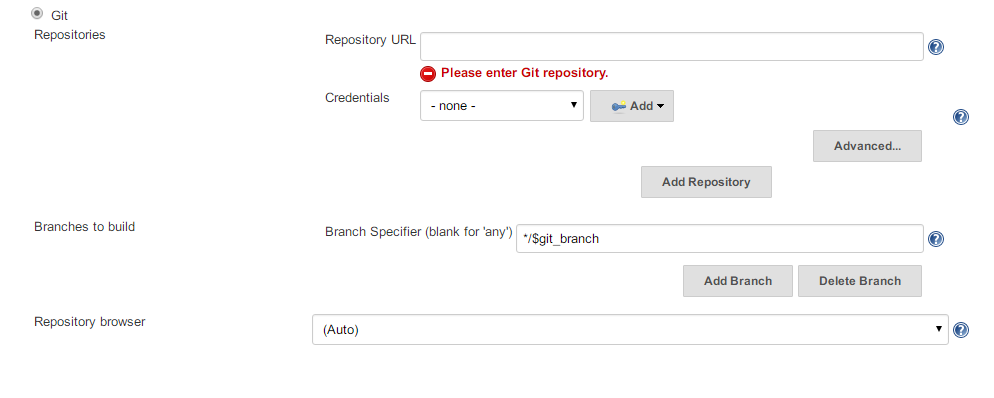 Git
Repositories
Repository URL
Please enter Git repository.
Credentials
- none -
Add
Advanced...
Add Repository
Branches to build
Branch Specifier (blank for 'any')
*/$git_branch
Add Branch
Delete Branch
Repository browser
(Auto)